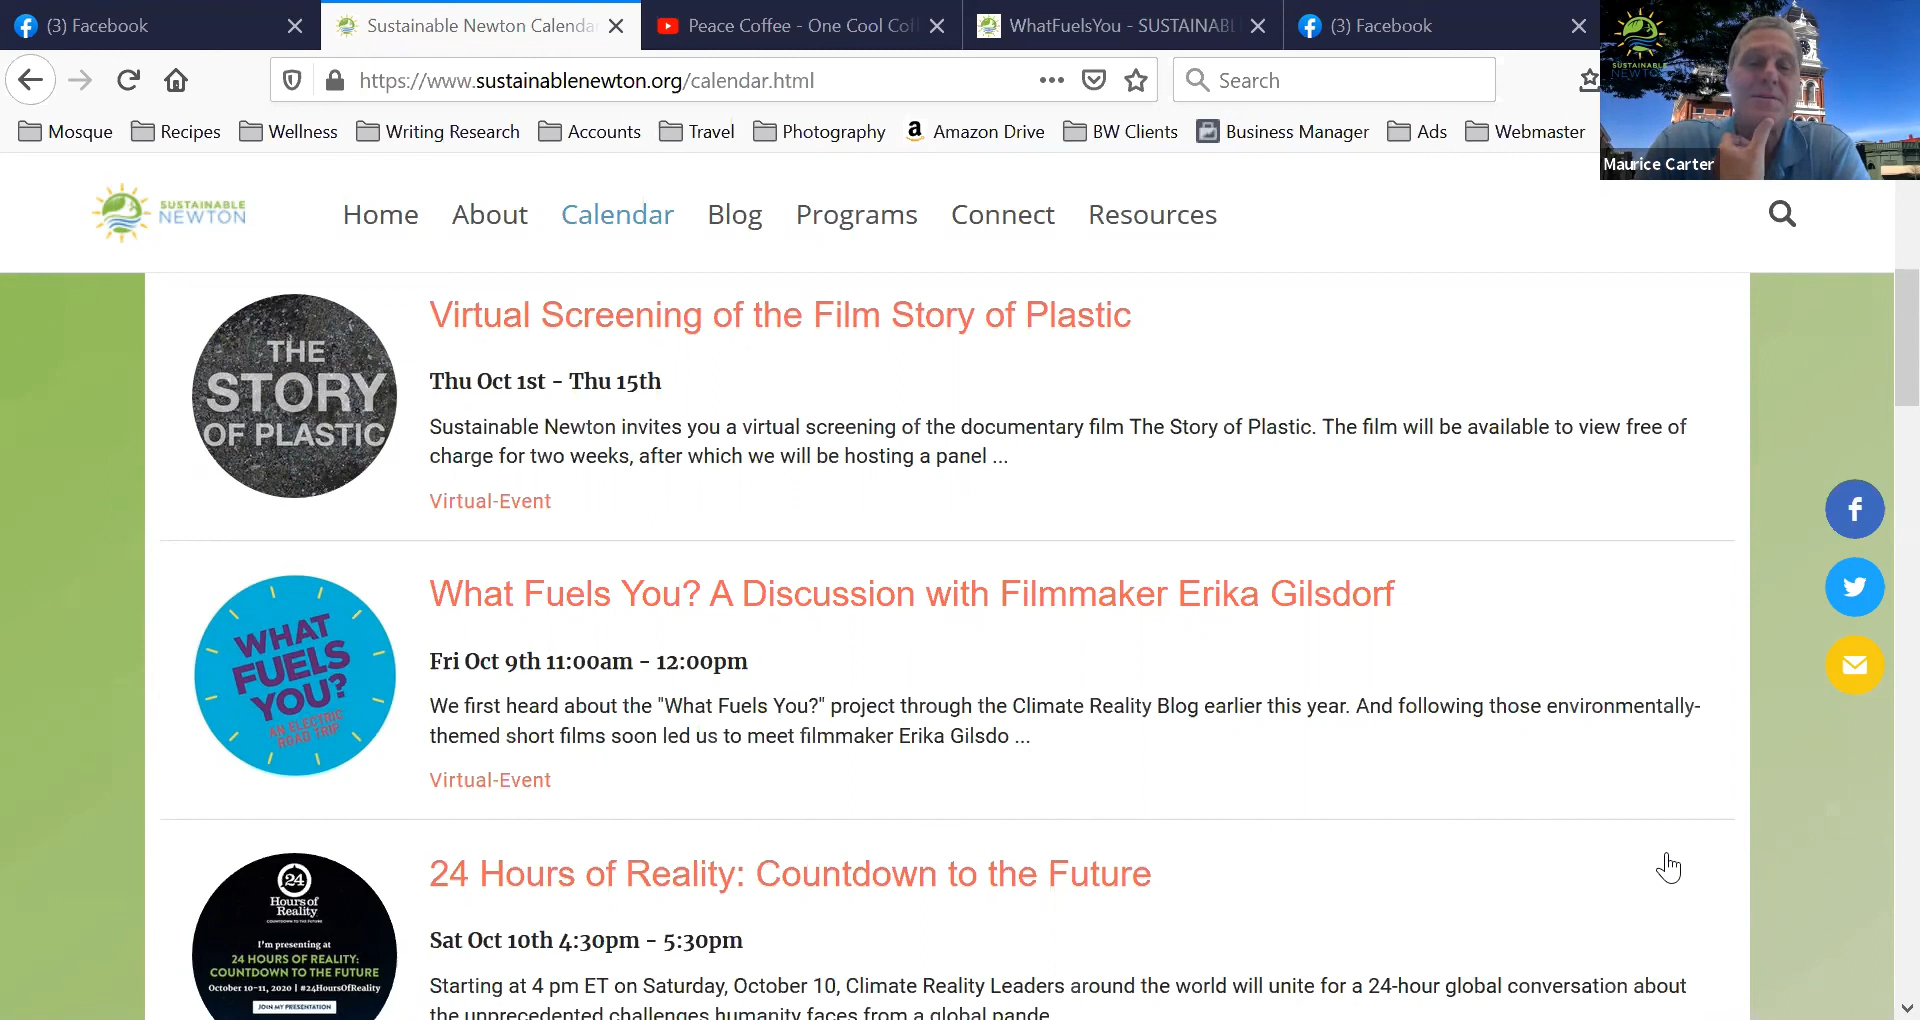 (3) Facebook
Sustainable Newton Calenda
Peace Coffee - One Cool Co
WhatFuelsYou - SUSTAINAB
(3) Facebook
https://www.sustainablenewton.org/calendar.html
Search
Mosque
Recipes
Wellness
Writing Research
Accounts
Travel
Photography
Amazon Drive
BW Clients
Business Manager
Ads
Webmaster
SUSTAINABLE
NEWTON
Maurice Carter
SUSTAINABLE
NEWTON
Home
About
Calendar
Blog
Programs
Connect
Resources
THE
STORY
OF PLASTIC
Virtual Screening of the Film Story of Plastic
Thu Oct 1st - Thu 15th
Sustainable Newton invites you a virtual screening of the documentary film The Story of Plastic. The film will be available to view free of
charge for two weeks, after which we will be hosting a panel ...
Virtual-Event
WHAT
FUELS
YOU?
AN ELECTRIC
ROAD TRIP
What Fuels You? A Discussion with Filmmaker Erika Gilsdorf
Fri Oct 9th 11:00am - 12:00pm
We first heard about the "What Fuels You?" project through the Climate Reality Blog earlier this year. And following those environmentally-
themed short films soon led us to meet filmmaker Erika Gilsdo ...
Virtual-Event
24
Hours of
Reality
COUNTDOWN TO THE FUTURE
I'm presenting at
24 HOURS OF REALITY:
COUNTDOWN TO THE FUTURE
October 10-11, 2020 | #24HoursOfReality
JOIN MY PRESENTATION
24 Hours of Reality: Countdown to the Future
Sat Oct 10th 4:30pm - 5:30pm
Starting at 4 pm ET on Saturday, October 10, Climate Reality Leaders around the world will unite for a 24-hour global conversation about
the unprecedented challenges humanity faces from a global pande